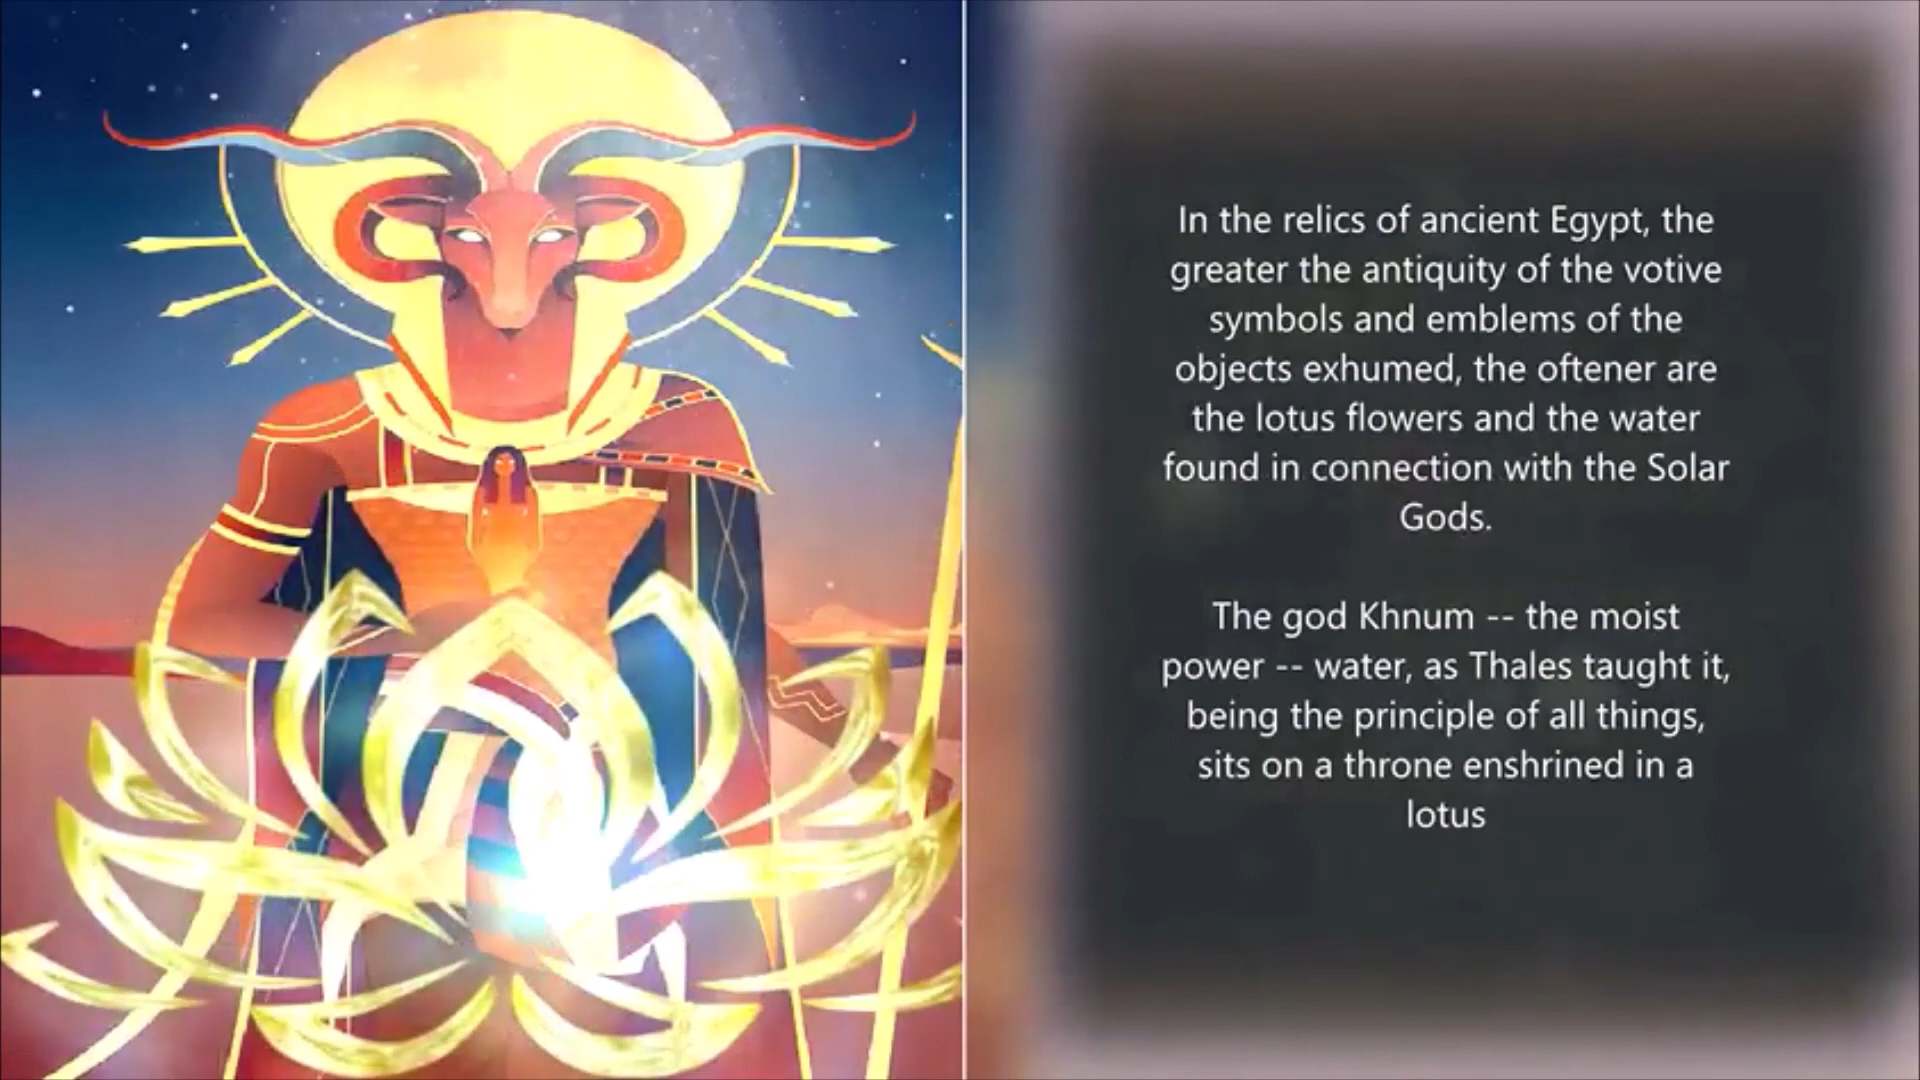 In the relics of ancient Egypt, the
greater the antiquity of the votive
symbols and emblems of the
objects exhumed, the oftener are
the lotus flowers and the water
found in connection with the Solar
Gods.
The god Khnum -- the moist
power -- water, as Thales taught it,
being the principle of all things,
sits on a throne enshrined in a
lotus